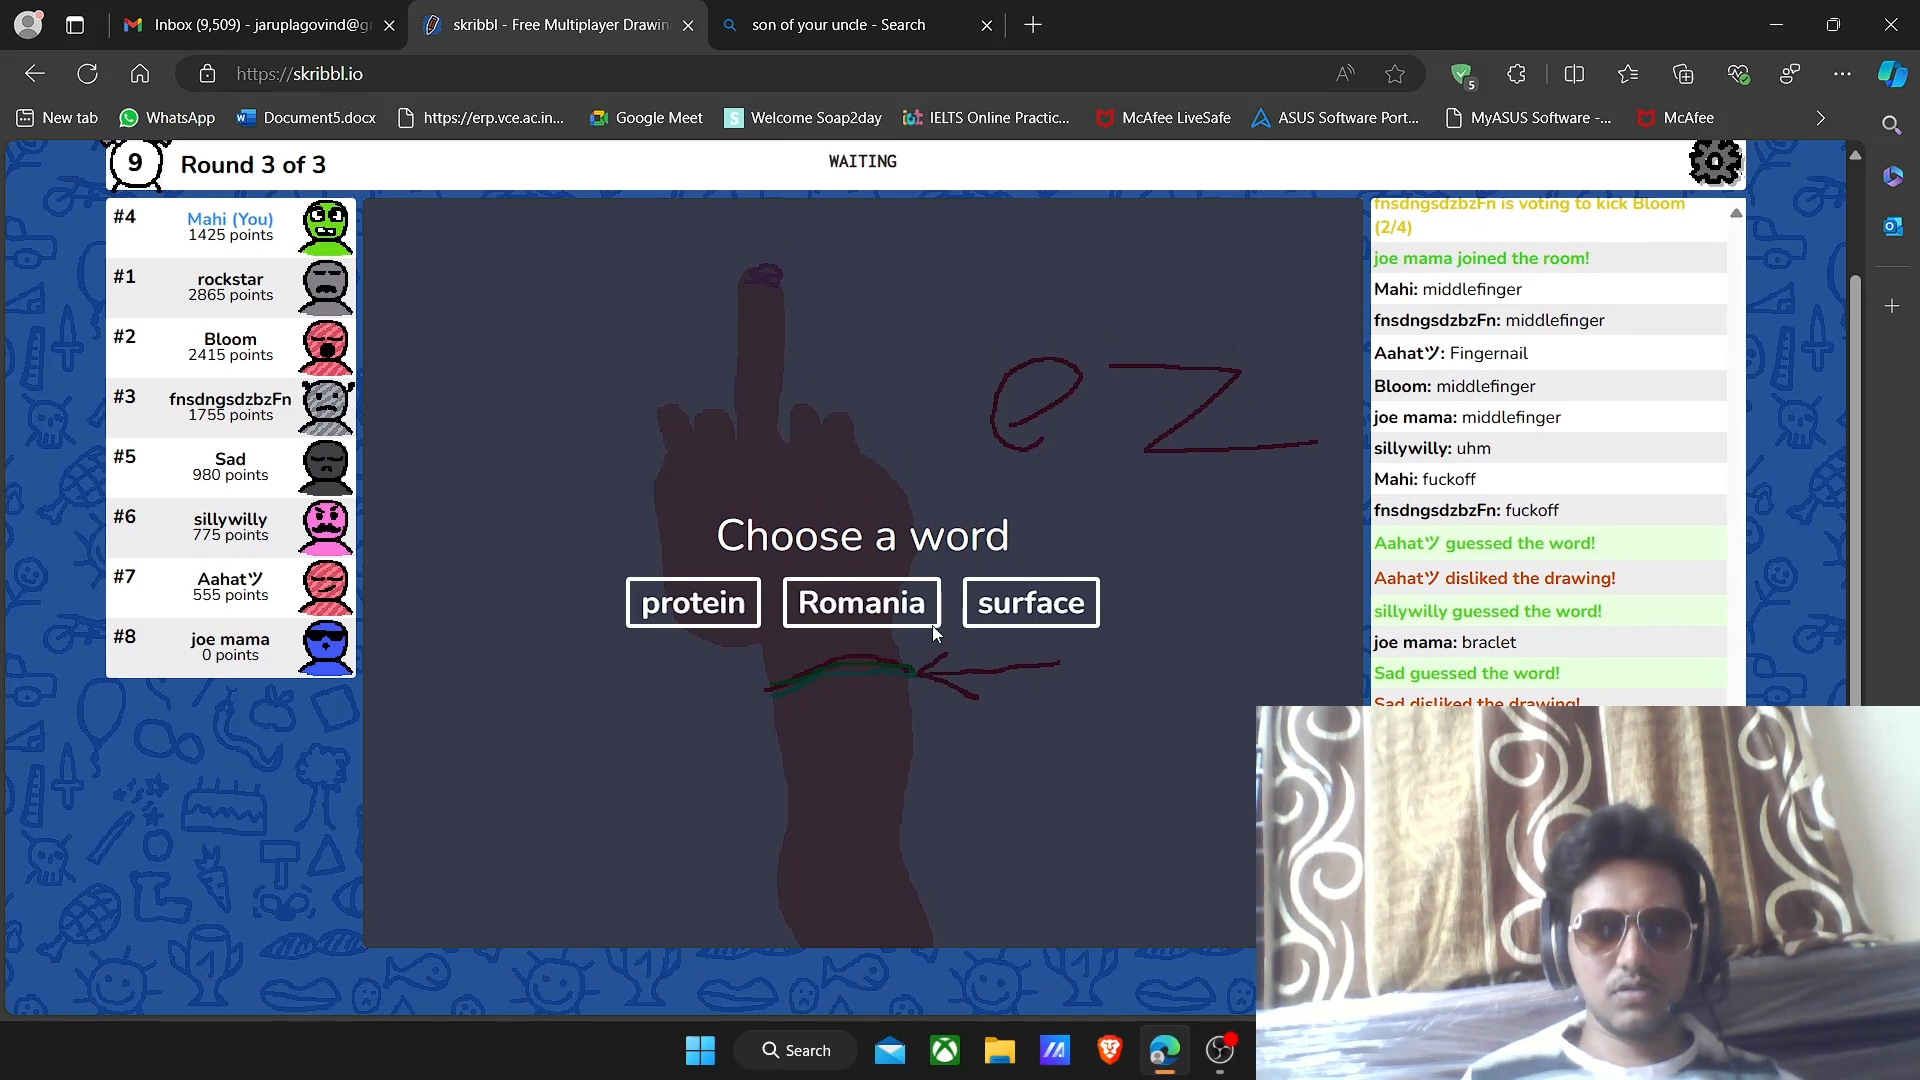 Inbox (9,509) - jaruplagovind@g
skribbl - Free Multiplayer Drawin
son of your uncle - Search
https://skribbl.io
5
New tab
WhatsApp
Document5.docx
https://erp.vce.ac.in...
Google Meet
Welcome Soap2day
IELTS Online Practic...
McAfee LiveSafe
ASUS Software Port...
MyASUS Software -...
McAfee
9
Round 3 of 3
WAITING
#4
Mahi (You)
1425 points
#1
rockstar
2865 points
#2
Bloom
2415 points
#3
fnsdngsdzbzFn
1755 points
#5
Sad
980 points
#6
sillywilly
775 points
#7
Aahatツ
555 points
#8
joe mama
0 points
ez
Choose a word
protein
Romania
surface
fnsdngsdzbzFn is voting to kick Bloom
(2/4)
joe mama joined the room!
Mahi: middlefinger
fnsdngsdzbzFn: middlefinger
Aahatツ: Fingernail
Bloom: middlefinger
joe mama: middlefinger
sillywilly: uhm
Mahi: fuckoff
fnsdngsdzbzFn: fuckoff
Aahatツ guessed the word!
Aahatツ disliked the drawing!
sillywilly guessed the word!
joe mama: braclet
Sad guessed the word!
Sad disliked the drawing!
Search